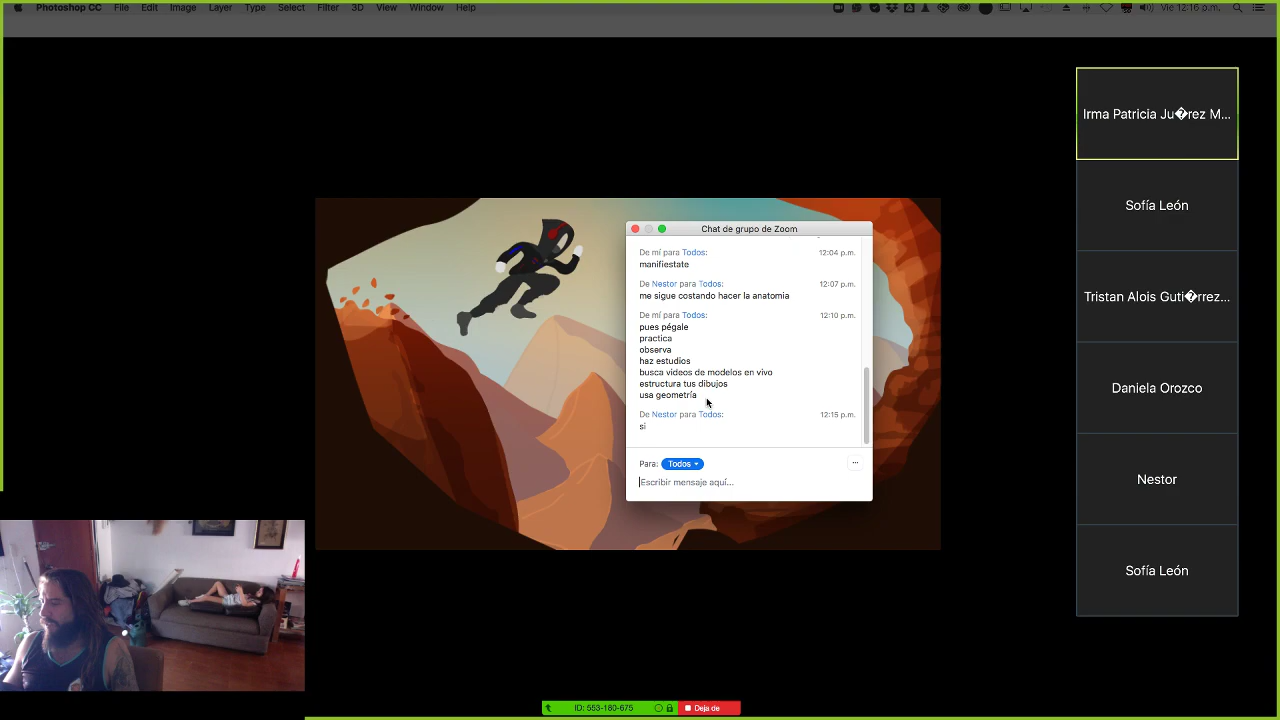 Photoshop CC File Edit Image Layer Type Select Filter 3D View Window Help
Vie 12:16 p.m.
Irma Patricia Ju�rez M...
Sofía León
Tristan Alois Guti�rrez...
Daniela Orozco
Nestor
Sofía León
Chat de grupo de Zoom
De mí para Todos: 12:04 p.m.
manifiestate
De Nestor para Todos: 12:07 p.m.
me sigue costando hacer la anatomia
De mí para Todos: 12:10 p.m.
pues pégale
practica
observa
haz estudios
busca videos de modelos en vivo
estructura tus dibujos
usa geometría
De Nestor para Todos: 12:15 p.m.
si
Para: Todos
Escribir mensaje aquí...
ID: 553-180-675 Deja de